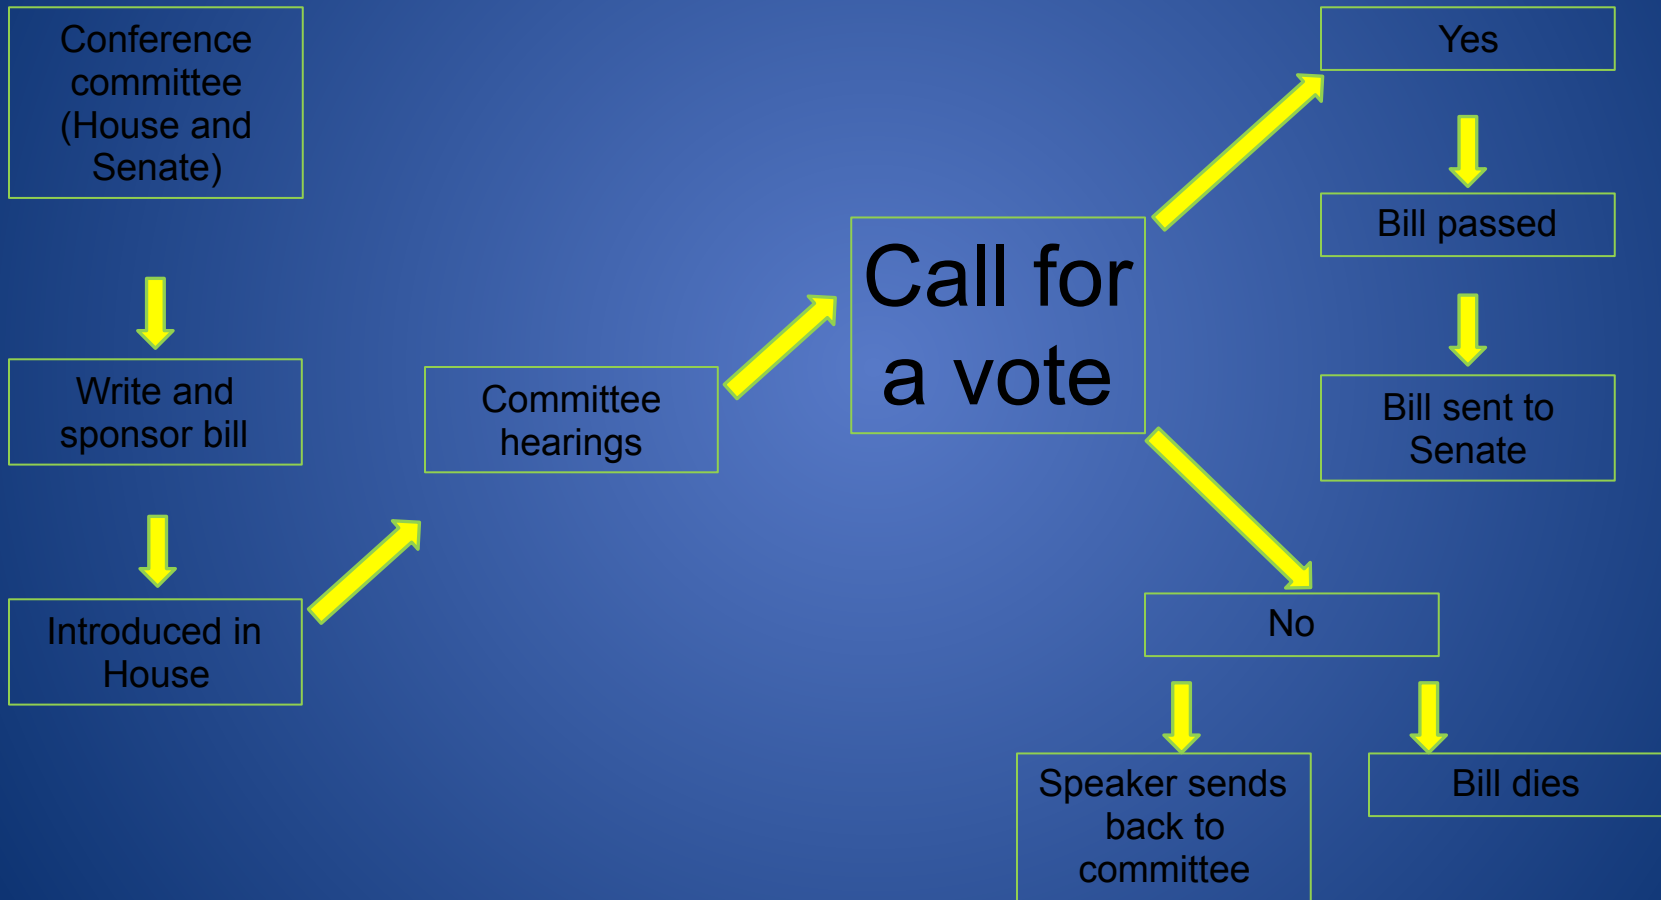 Conference
committee
(House and
Senate)
Write and
sponsor bill
Introduced in
House
Committee
hearings
Call for
a vote
Yes
Bill passed
Bill sent to
Senate
No
Speaker sends
back to
committee
Bill dies